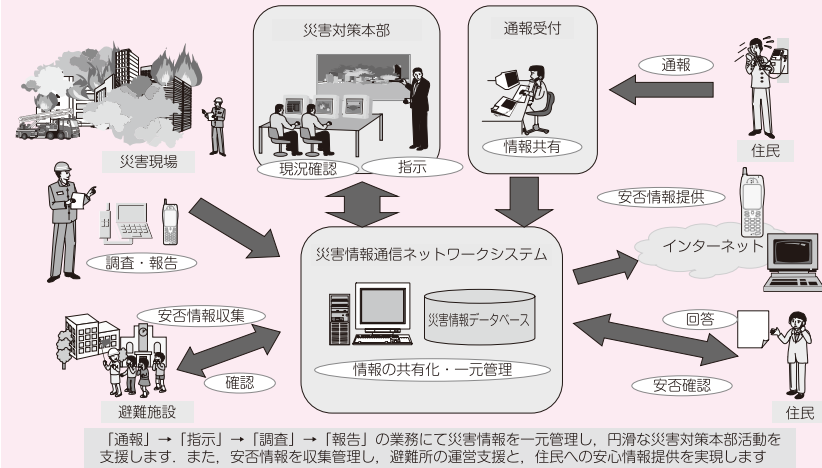 災害対策本部
通報受付
通報
情報共有
住民
災害現場
現況確認
指示
安否情報提供
インターネット
調査・報告
災害情報通信ネットワークシステム
災害情報データベース
情報の共有化・一元管理
安否情報収集
確認
避難施設
回答
安否確認
住民
「通報」→「指示」→「調査」→「報告」の業務にて災害情報を一元管理し，円滑な災害対策本部活動を
支援します．また，安否情報を収集管理し，避難所の運営支援と，住民への安心情報提供を実現します